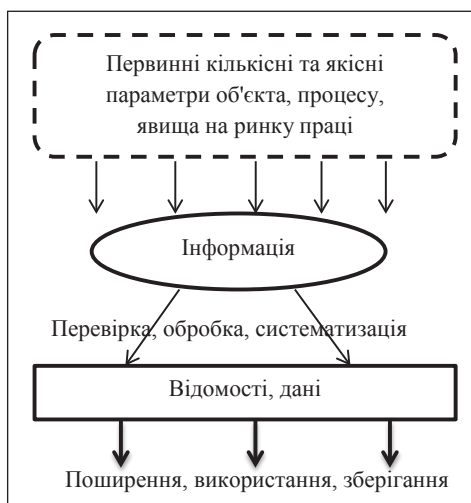 Первинні кількісні та якісні
параметри об'єкта, процесу,
явища на ринку праці
Інформація
Перевірка, обробка, систематизація
Відомості, дані
Поширення, використання, зберігання